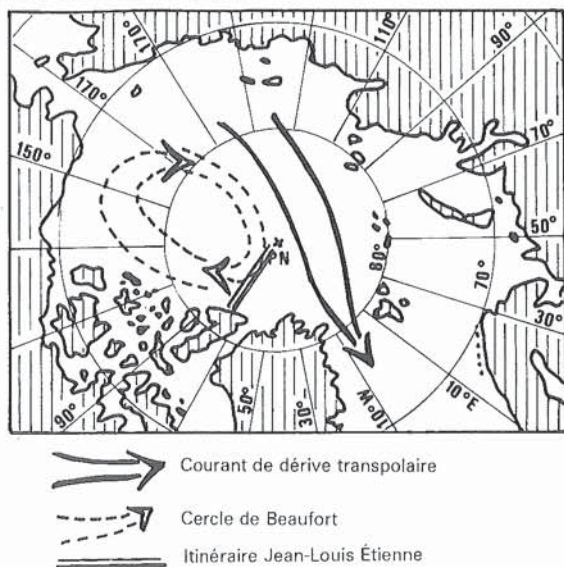 170°
170°
150°
110°
90°
70°
50°
30°
10°E
10°W
30°
50°
90°
80°
70°
PN
Courant de dérive transpolaire
Cercle de Beaufort
Itinéraire Jean-Louis Étienne